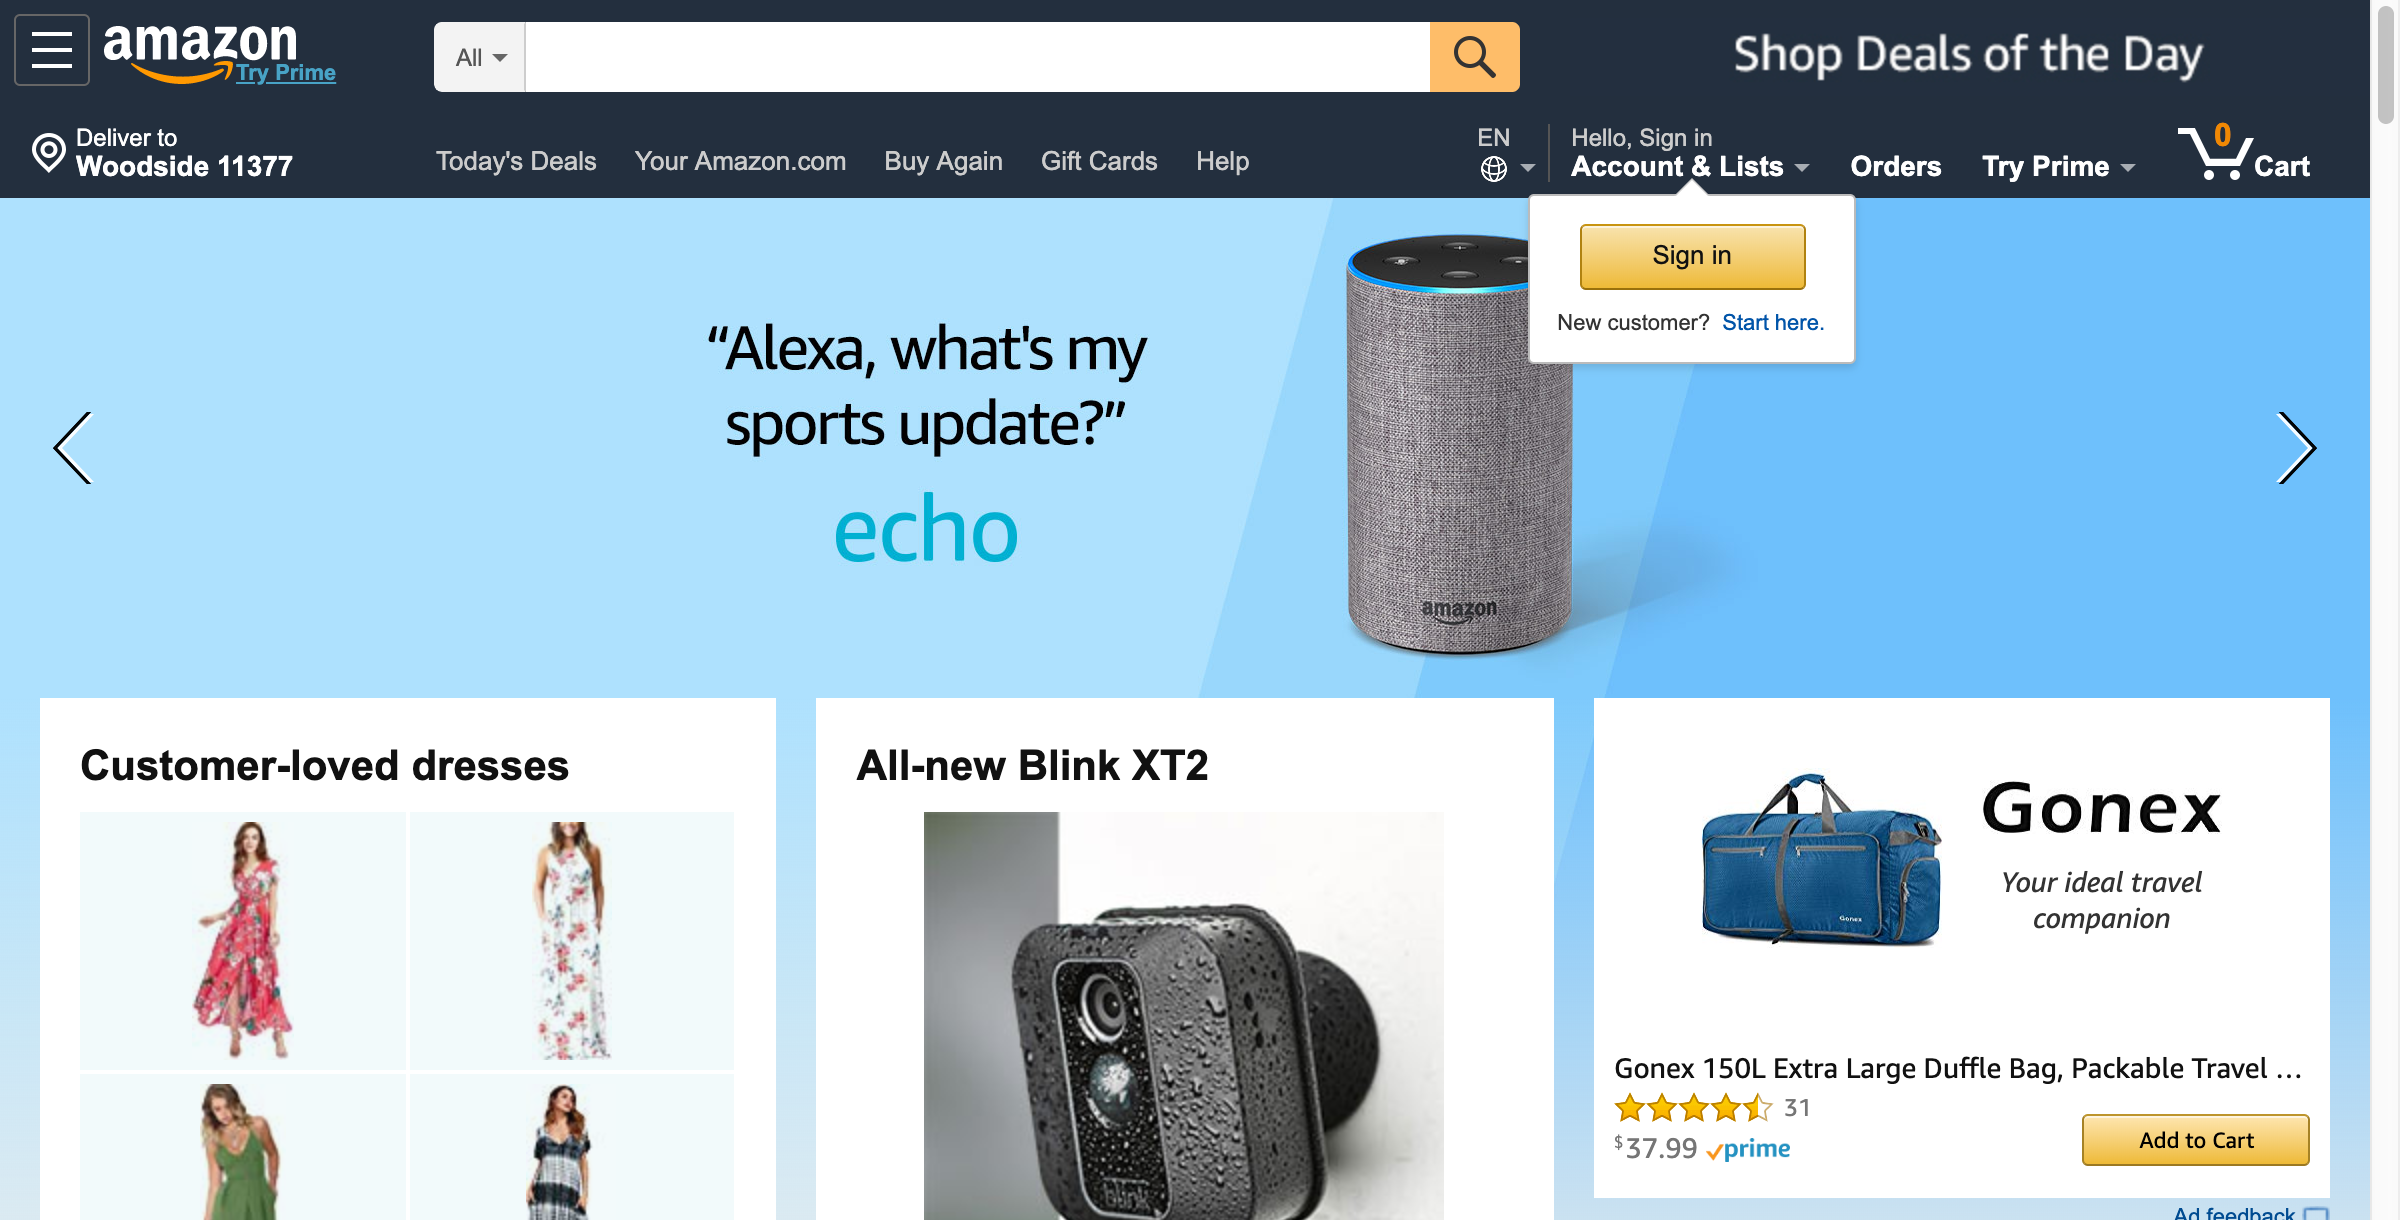 amazon
Try Prime
All
Shop Deals of the Day
Deliver to
Woodside 11377
Today's Deals
Your Amazon.com
Buy Again
Gift Cards
Help
EN
Hello, Sign in
Account & Lists
Orders
Try Prime
0
Cart
Sign in
New customer? Start here.
“Alexa, what's my
sports update?”
echo
amazon
Customer-loved dresses
All-new Blink XT2
blink
Gonex
Your ideal travel
companion
Gonex
Gonex 150L Extra Large Duffle Bag, Packable Travel …
31
$37.99 prime
Add to Cart
Ad feedback